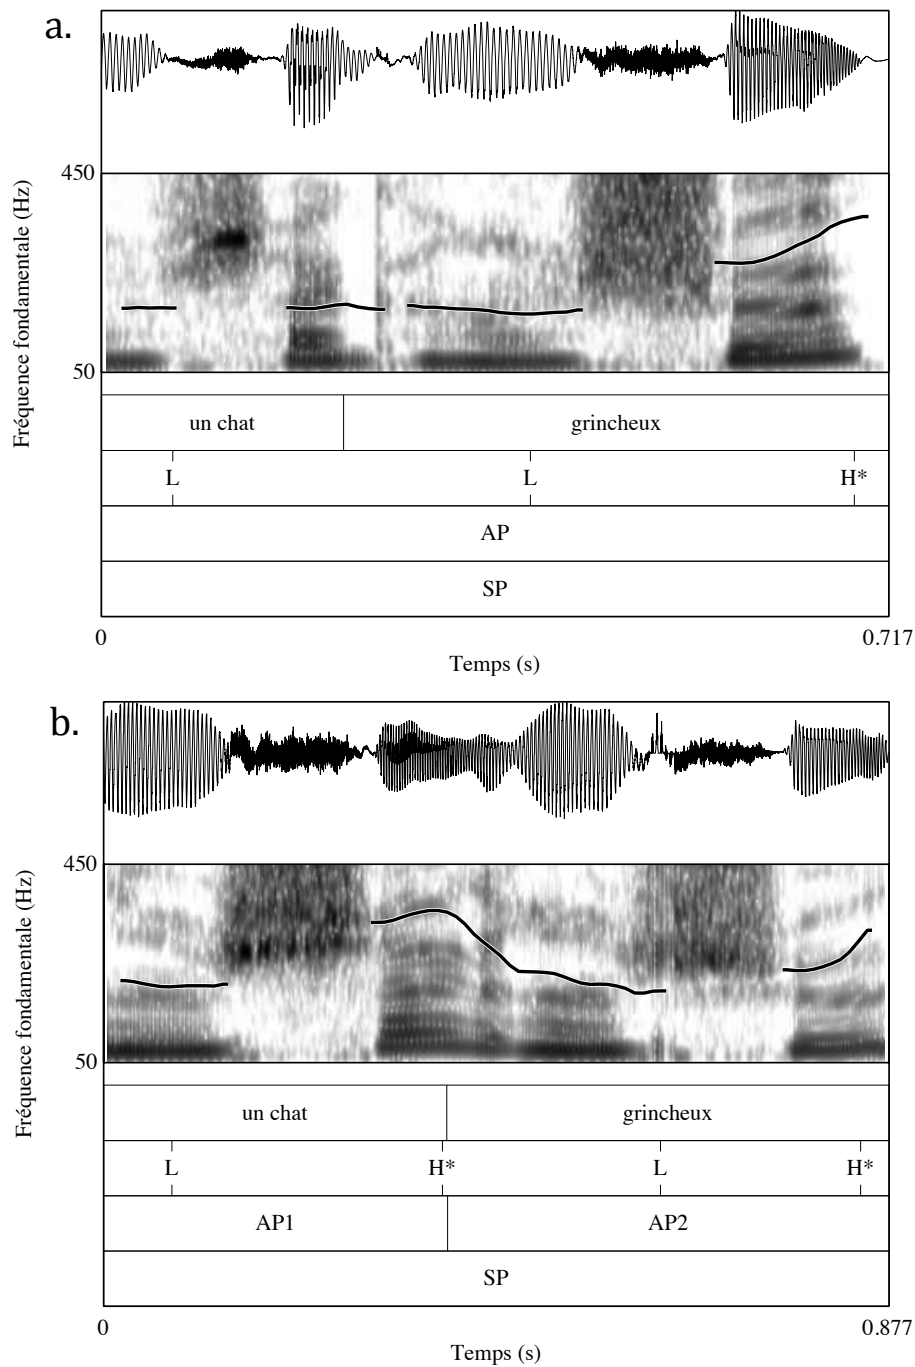 a.
450
Fréquence fondamentale (Hz)
50
un chat grincheux
L L H*
AP
SP
0 0.717
Temps (s)
b.
450
Fréquence fondamentale (Hz)
50
un chat grincheux
L H* L H*
AP1 AP2
SP
0 0.877
Temps (s)